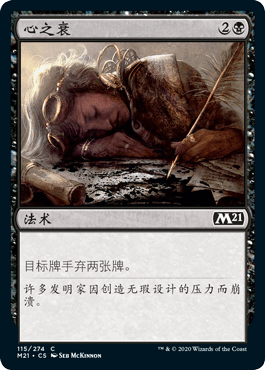 心之衰
2
法术
M21
目标牌手弃两张牌。
许多发明家因创造无瑕设计的压力而崩
溃。
115/274 C
M21 • CS Seb McKinnon
™ & © 2020 Wizards of the Coast